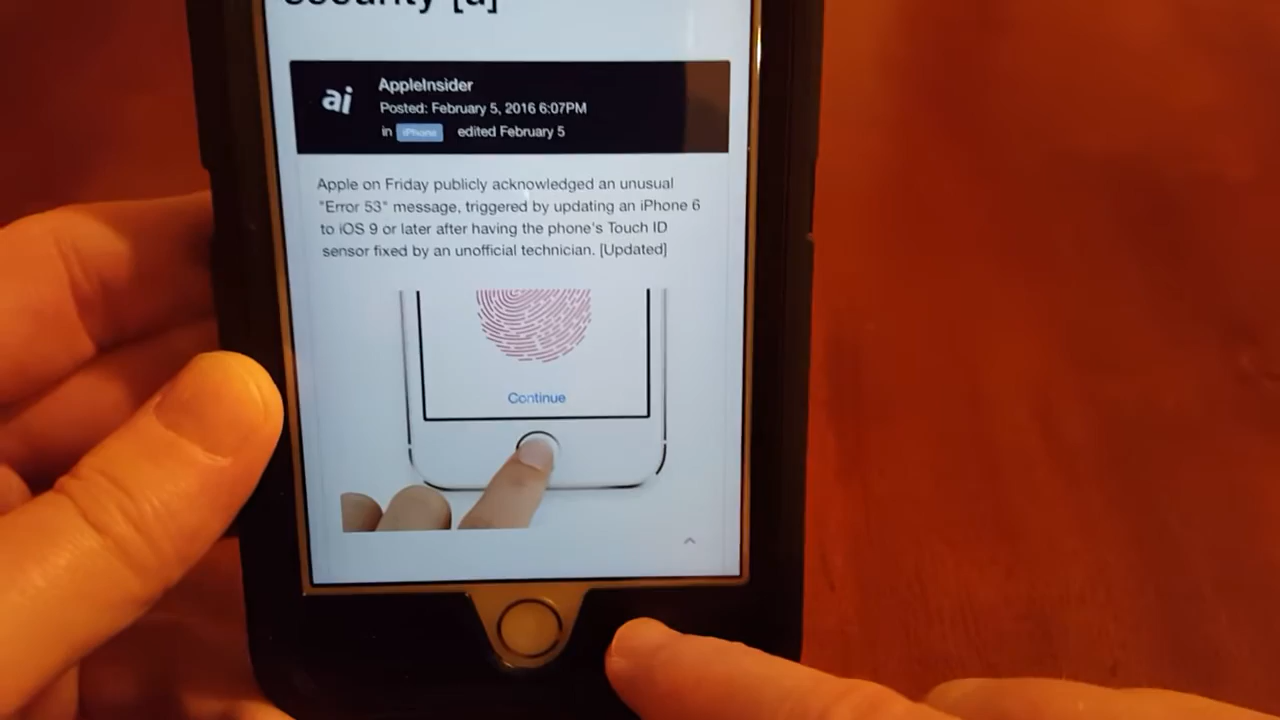 security [u]
ai
AppleInsider
Posted: February 5, 2016 6:07PM
in iPhone edited February 5
Apple on Friday publicly acknowledged an unusual
"Error 53" message, triggered by updating an iPhone 6
to iOS 9 or later after having the phone's Touch ID
sensor fixed by an unofficial technician. [Updated]
Continue